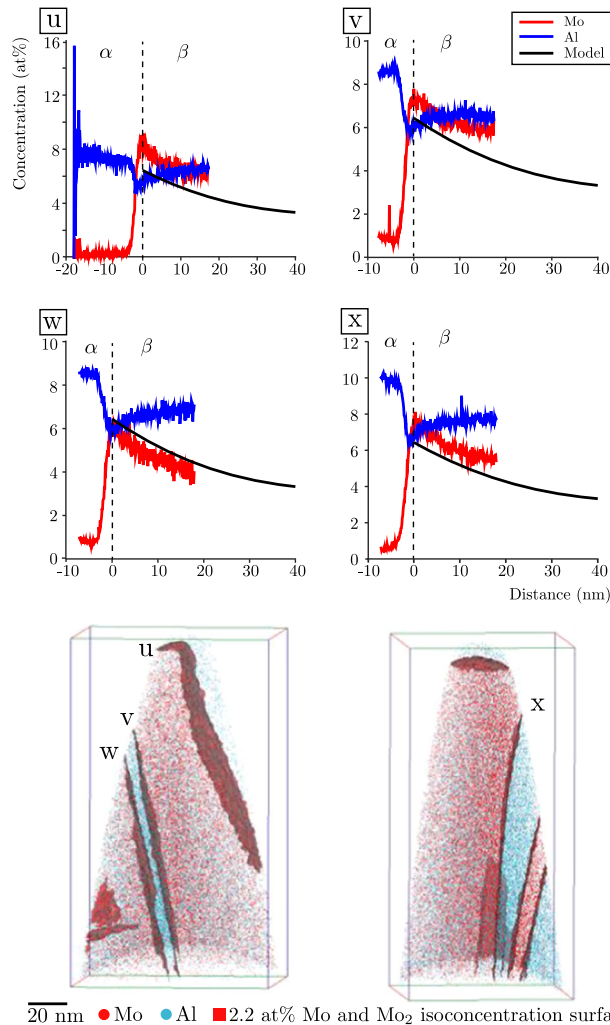 u
v
Mo
Al
Model
Concentration (at%)
16
12
8
4
0
-20
-10
0
10
20
30
40
α
β
10
8
6
4
2
0
-10
0
10
20
30
40
α
β
w
x
10
8
6
4
2
0
-10
0
10
20
30
40
α
β
12
10
8
6
4
2
0
-10
0
10
20
30
40
α
β
Distance (nm)
u
v
w
x
20 nm Mo Al 2.2 at% Mo and Mo₂ isoconcentration surfa